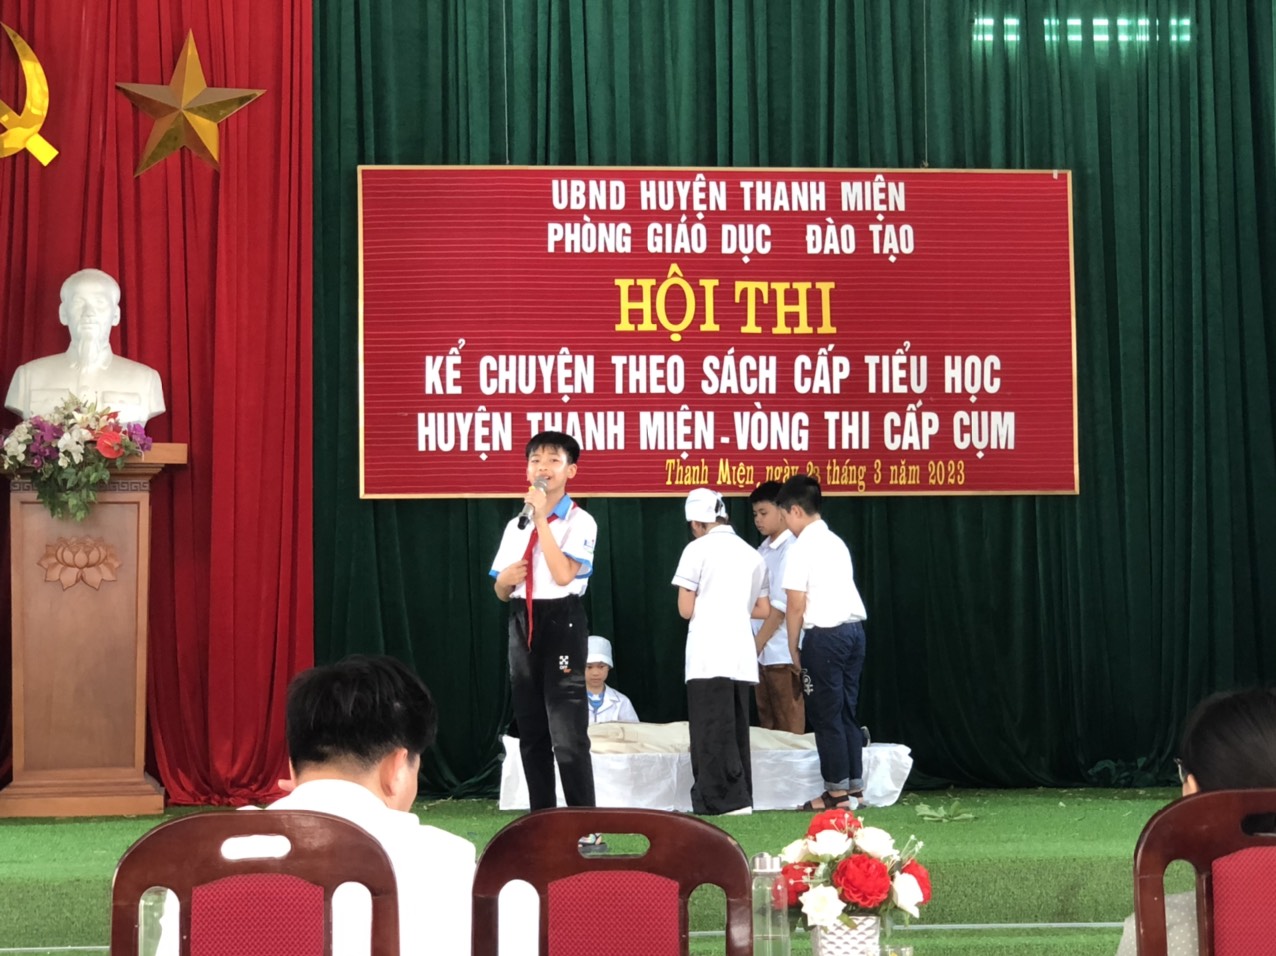 UBND HUYỆN THANH MIỆN
PHÒNG GIÁO DỤC ĐÀO TẠO
HỘI THI
KỂ CHUYỆN THEO SÁCH CẤP TIỂU HỌC
HUYỆN THANH MIỆN - VÒNG THI CẤP CỤM
Thanh Miện, ngày 23 tháng 3 năm 2023